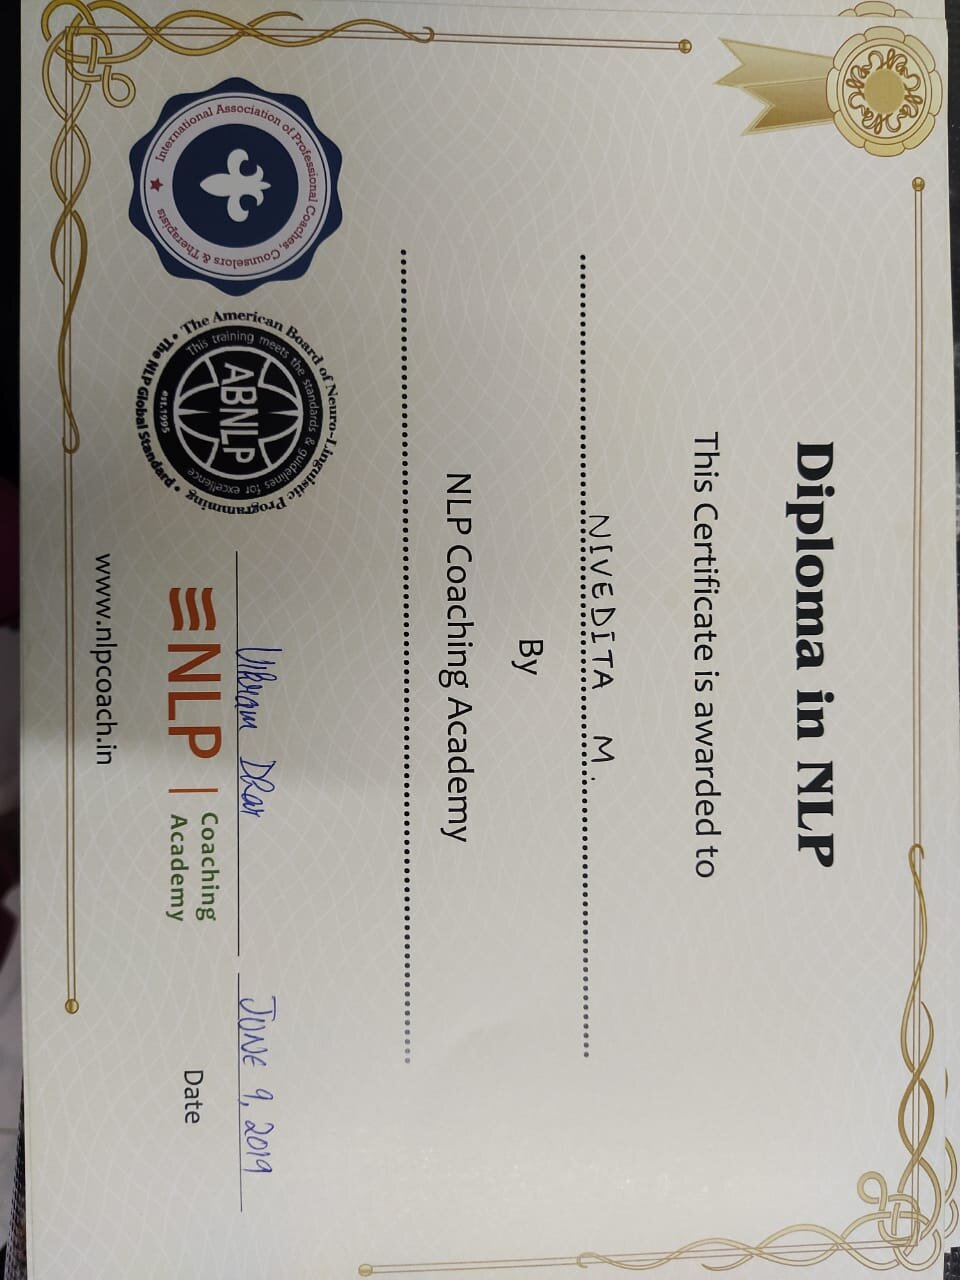 Diploma in NLP
This Certificate is awarded to
NIVEDITA M.
By
NLP Coaching Academy
International Association of Professional Coaches, Counselors & Therapists
The American Board of Neuro-Linguistic Programming
This training meets the standards & guidelines for excellence
ABNLP
est.1995
• The NLP Global Standard •
Vikram Dhar
JUNE 9, 2019
NLP | Coaching
Academy
Date
www.nlpcoach.in